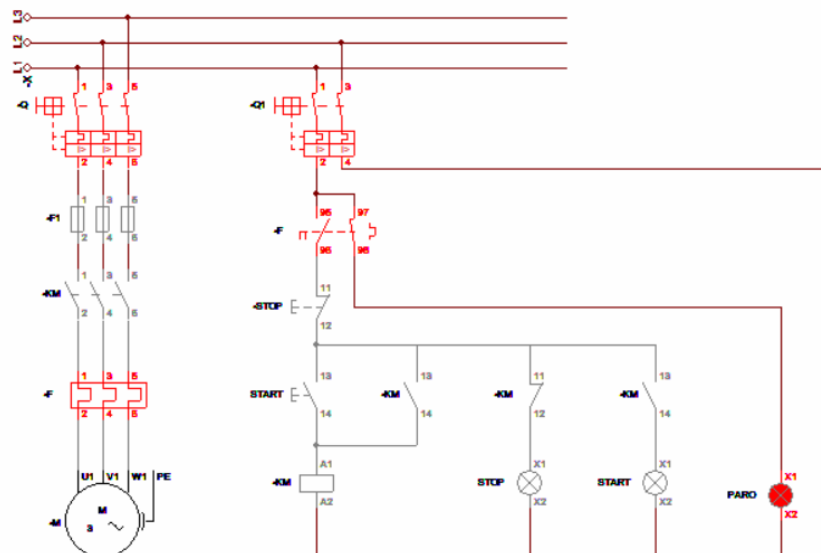 L3
L2
L1
-X
1 3 5
-Q
2 4 6
-F1
2 4 6
1 3 5
-KM
2 4 6
1 3 5
-F
2 4 6
U1 V1 W1 PE
M
-M
3
1 3
-Q1
2 4
95 97
-F
96 98
11
-STOP
12
13
START
14
13
-KM
14
11
-KM
12
13
-KM
14
A1
-KM
A2
X1
STOP
X2
X1
START
X2
X1
PARO
X2